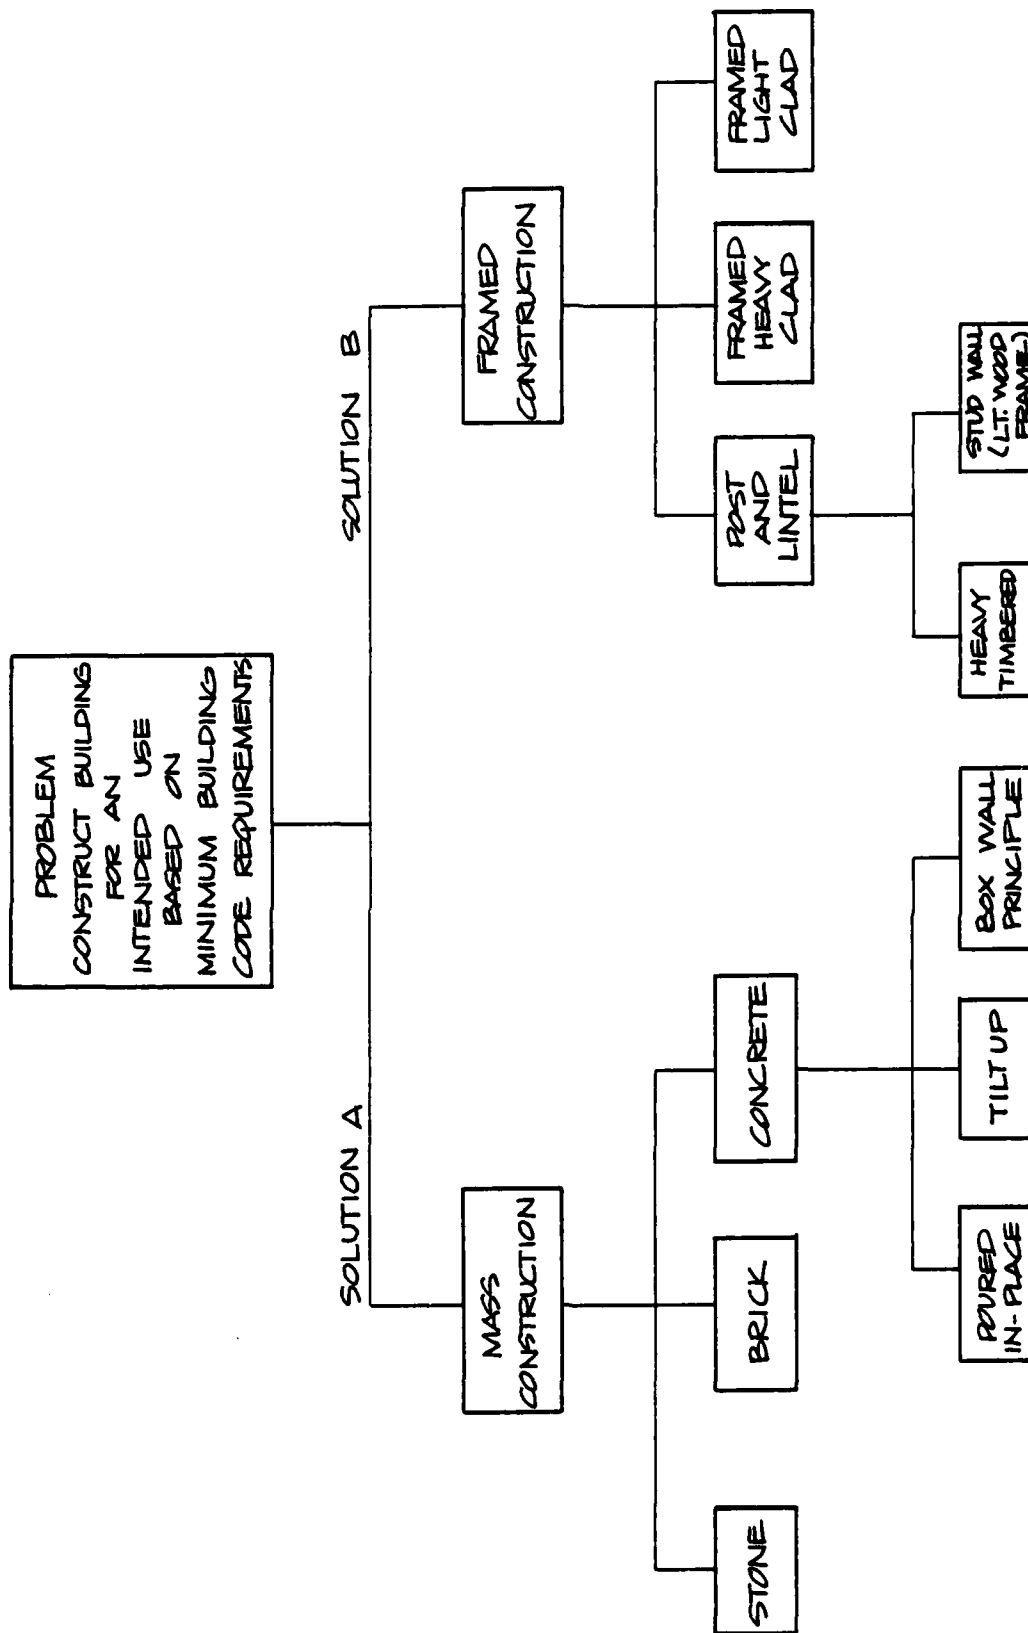 PROBLEM
CONSTRUCT BUILDING
FOR AN
INTENDED USE
BASED ON
MINIMUM BUILDING
CODE REQUIREMENTS
SOLUTION A
SOLUTION B
MASS
CONSTRUCTION
FRAMED
CONSTRUCTION
STONE
BRICK
CONCRETE
POST
AND
LINTEL
FRAMED
HEAVY
CLAD
FRAMED
LIGHT
CLAD
POURED
IN-PLACE
TILT UP
BOX WALL
PRINCIPLE
HEAVY
TIMBERED
STUD WALL
(LT. WOOD
FRAME)